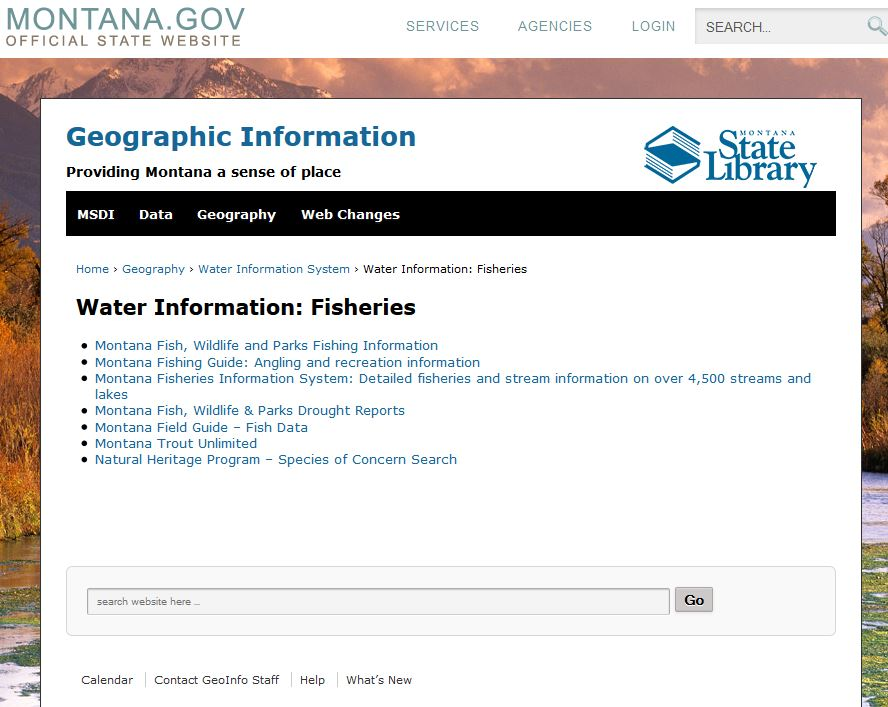 MONTANA.GOV
OFFICIAL STATE WEBSITE
SERVICES AGENCIES LOGIN SEARCH...
Geographic Information
Providing Montana a sense of place
MONTANA
State
Library
MSDI Data Geography Web Changes
Home › Geography › Water Information System › Water Information: Fisheries
Water Information: Fisheries
• Montana Fish, Wildlife and Parks Fishing Information
• Montana Fishing Guide: Angling and recreation information
• Montana Fisheries Information System: Detailed fisheries and stream information on over 4,500 streams and
lakes
• Montana Fish, Wildlife & Parks Drought Reports
• Montana Field Guide – Fish Data
• Montana Trout Unlimited
• Natural Heritage Program – Species of Concern Search
search website here ... Go
Calendar Contact GeoInfo Staff Help What's New